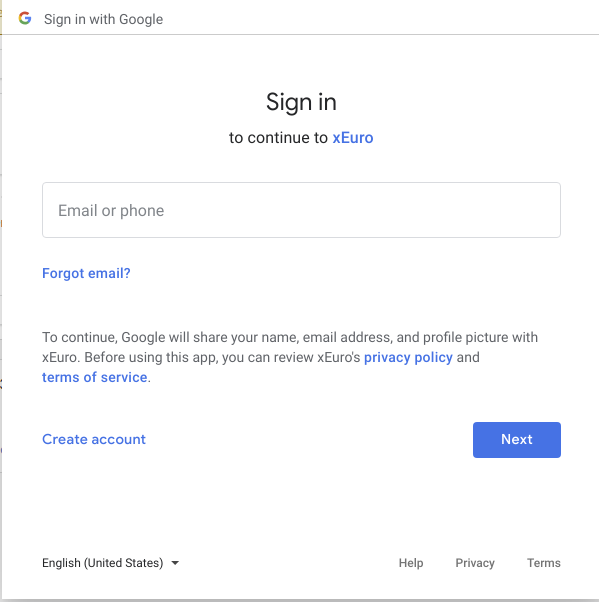 Sign in with Google
Sign in
to continue to xEuro
Email or phone
Forgot email?
To continue, Google will share your name, email address, and profile picture with
xEuro. Before using this app, you can review xEuro's privacy policy and
terms of service.
Create account
Next
English (United States)
Help Privacy Terms